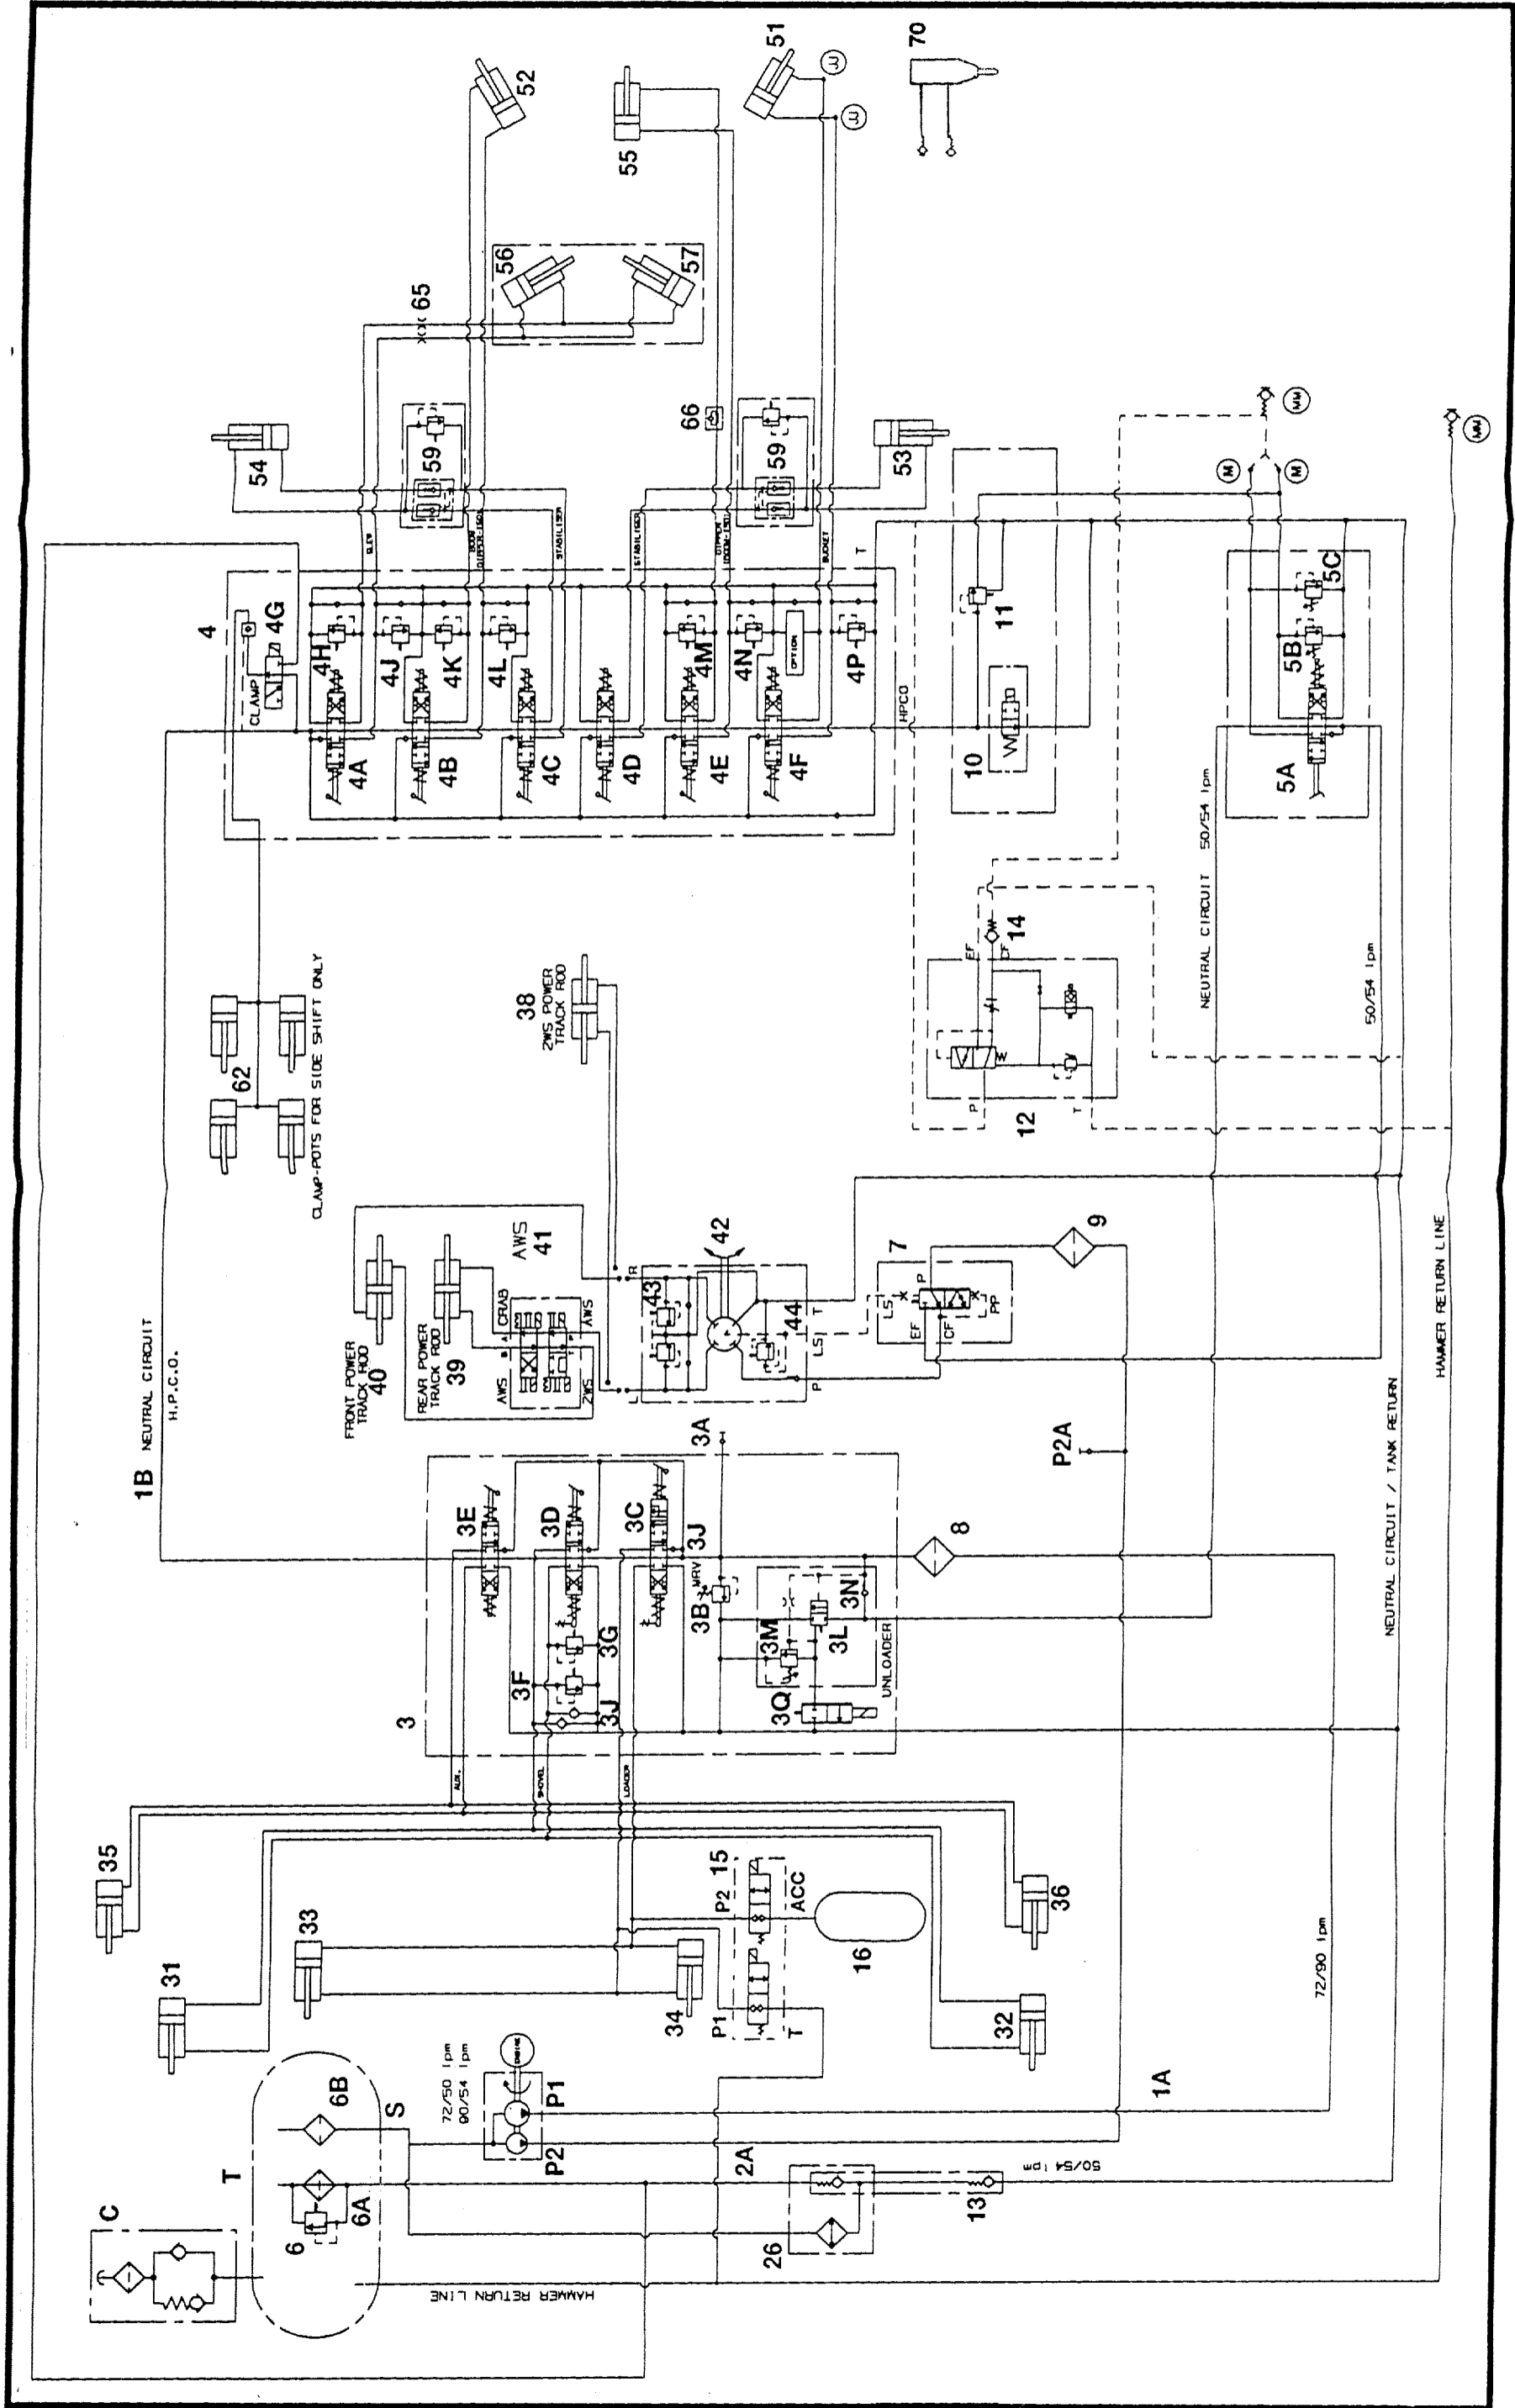 70
51
52
55
56
57
65
66
54
59
59
53
MM
MM
M
M
SLEW
BOOM
DIPPER-ISO
STABILISER
STABILISER
DIPPER
BOOM-ISO
BUCKET
T
4
4G
CLAMP
4H
4J
4K
4L
4M
4N
OPTION
4P
4A
4B
4C
4D
4E
4F
HPCO
11
10
5A
5B
5C
NEUTRAL CIRCUIT 50/54 lpm
50/54 lpm
62
CLAMP-POTS FOR SIDE SHIFT ONLY
38
2WS POWER
TRACK ROD
14
EF
CF
P
T
12
1B NEUTRAL CIRCUIT
H.P.C.O.
FRONT POWER
TRACK ROD
40
REAR POWER
TRACK ROD
39
AWS
41
CRAB
AWS
AWS
2WS
B
A
T
P
42
43
44
R
L
T
LS
P
7
P
LS
EF
CF
PP
9
P2A
HAMMER RETURN LINE
NEUTRAL CIRCUIT / TANK RETURN
3
3E
3D
3C
3J
3A
3F
3G
3J
MRV
3B
3M
3N
3L
3Q
UNLOADER
8
AUX.
SHOVEL
LOADER
35
33
31
34
15
P2
ACC
P1
T
16
36
32
72/90 lpm
T
6B
S
C
6
6A
72/50 lpm
90/54 lpm
ENGINE
P1
P2
1A
2A
26
13
50/54 lpm
HAMMER RETURN LINE